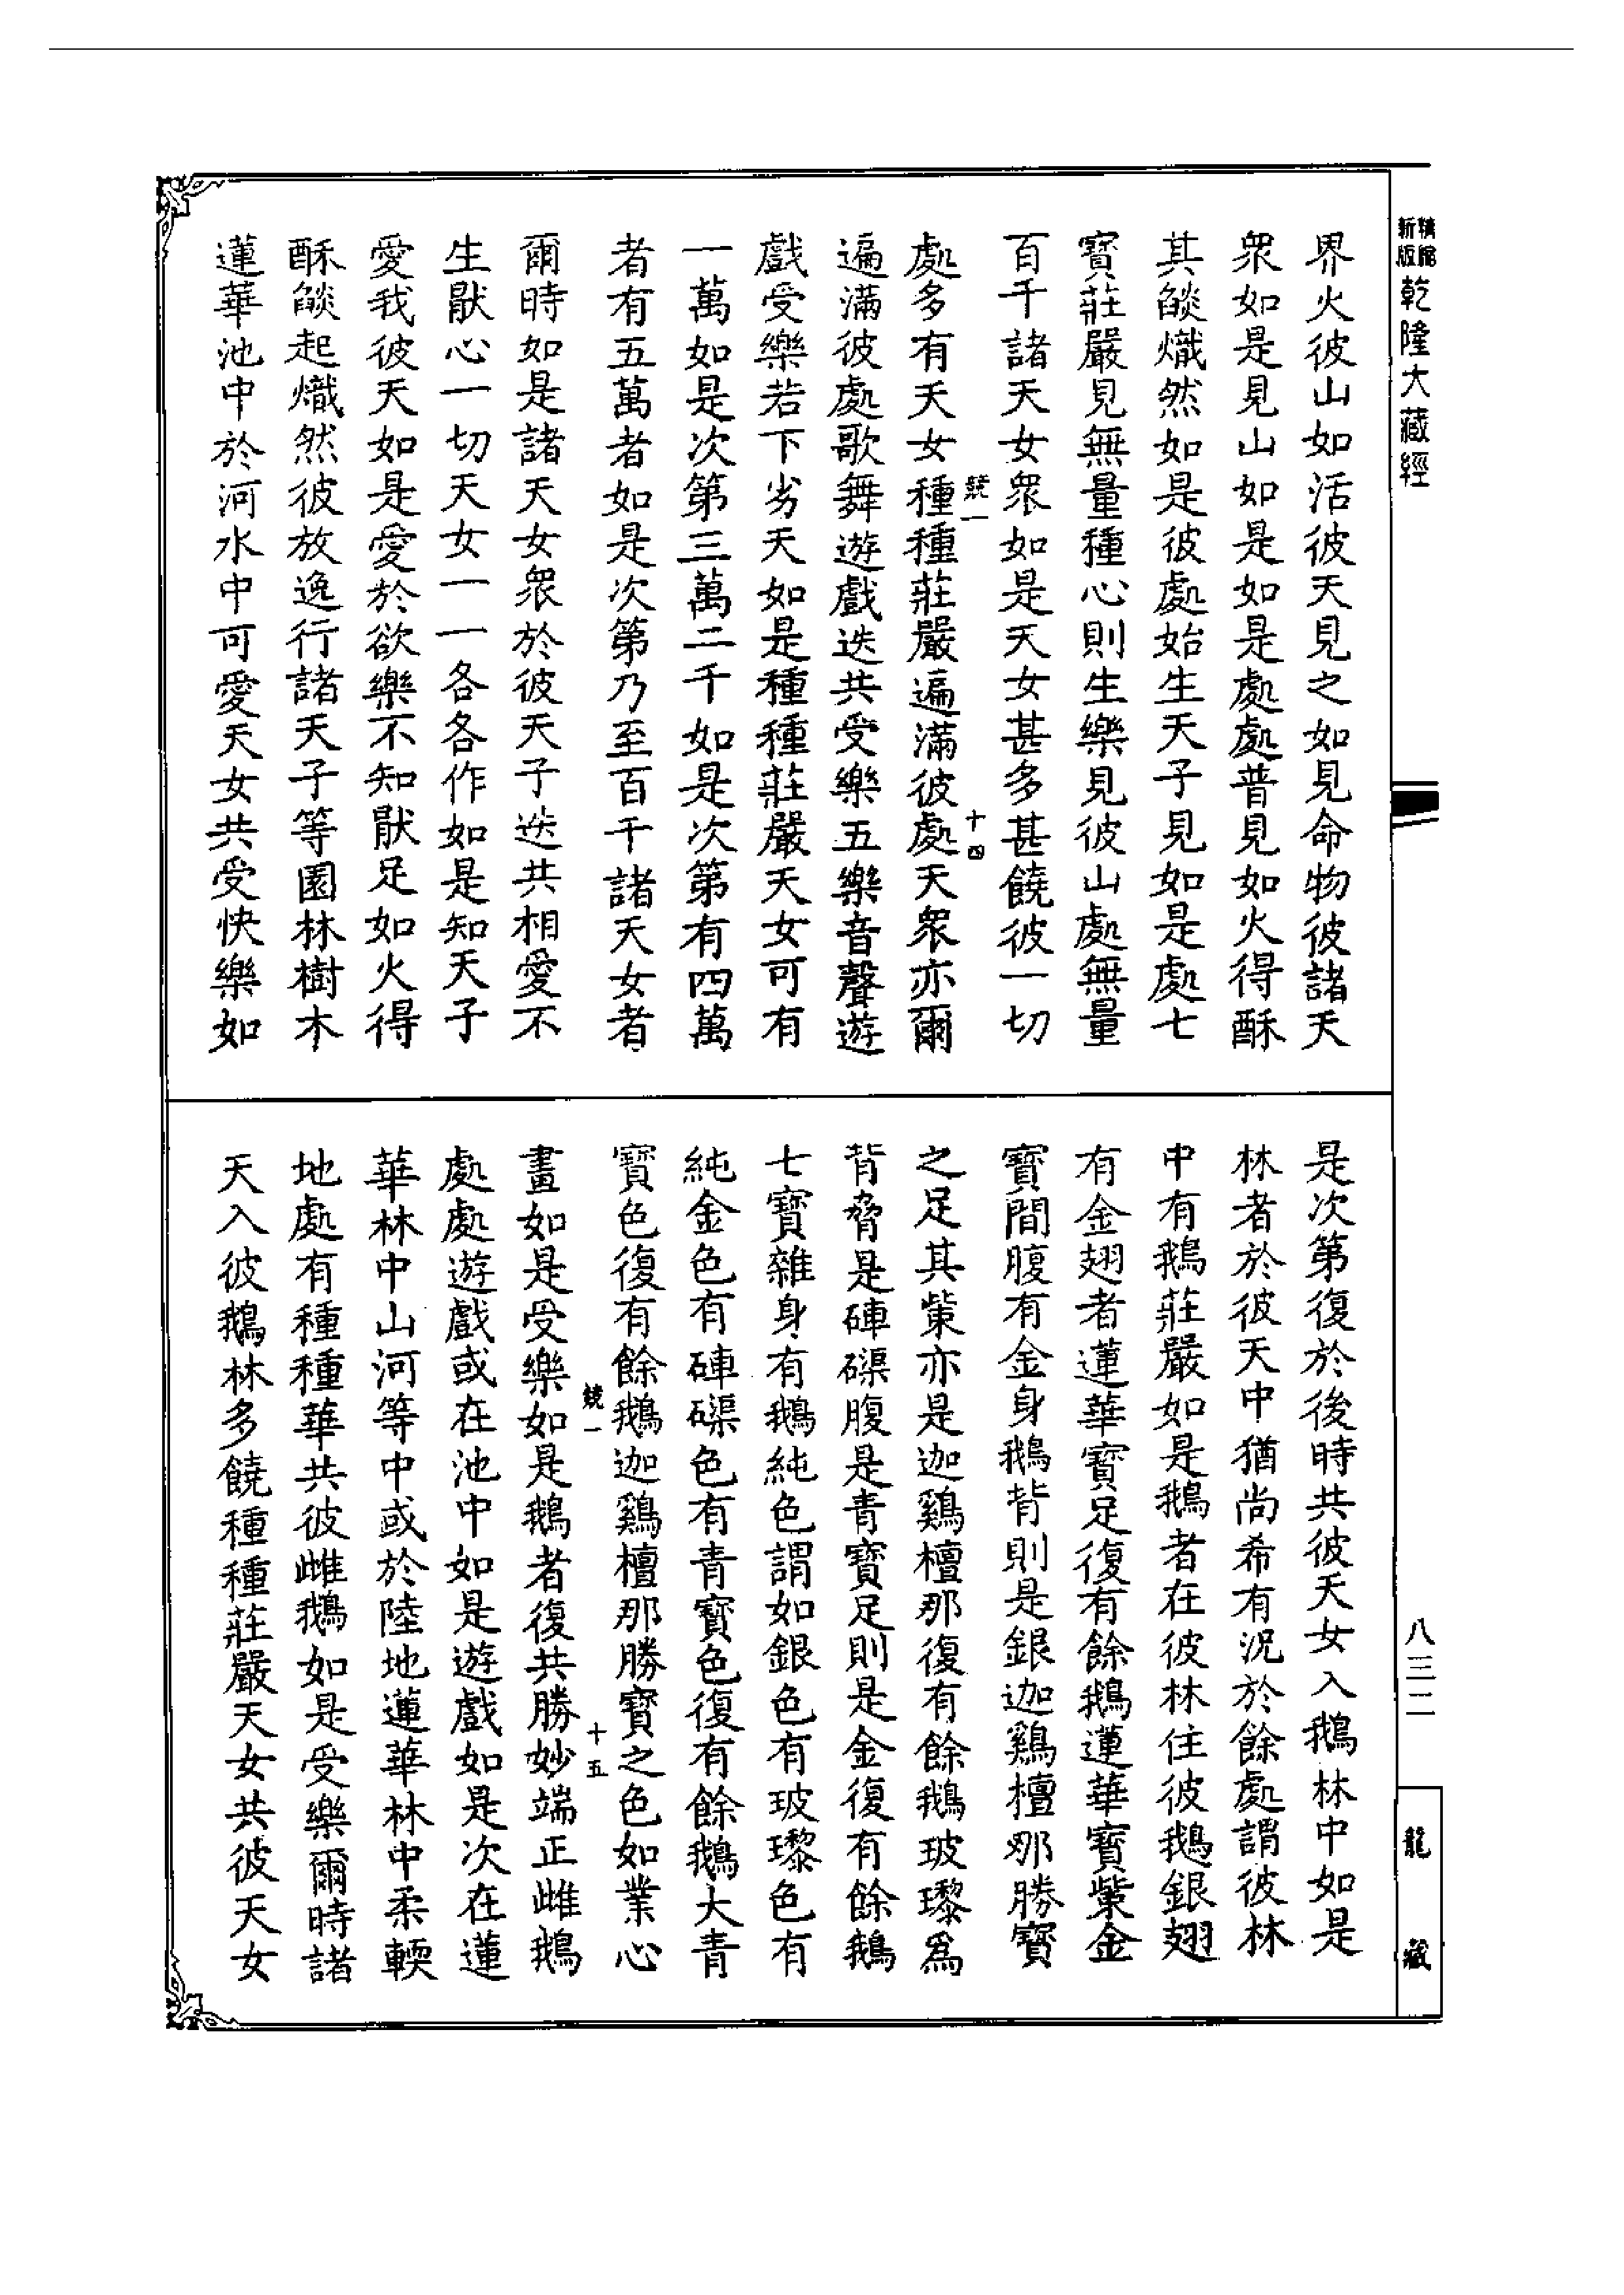 乾隆大藏經
界火彼山如活彼天見之如見命物彼諸天
眾如是見山如是如是處處普見如火得酥
其燄熾然如是彼處始生天子見如是處七
寶莊嚴見無量種心則生樂見彼山處無量
百千諸天女眾如是天女甚多甚饒彼一切
處多有天女種種莊嚴遍滿彼處天眾亦爾
遍滿彼處歌舞遊戲迭共受樂五樂音聲遊
戲受樂若下劣天如是種種莊嚴天女可有
一萬如是次第三萬二千如是次第有四萬
者有五萬者如是次第乃至百千諸天女者
爾時如是諸天女眾於彼天子迭共相愛不
生厭心一切天女一一各各作如是知天子
愛我彼天如是愛於欲樂不知厭足如火得
酥燄起熾然彼放逸行諸天子等園林樹木
蓮華池中於河水中可愛天女共受快樂如
十四
是次第復於後時共彼天女入鵝林中如是
林者於彼天中猶尚希有況於餘處謂彼林
中有鵝莊嚴如是鵝者在彼林住彼鵝銀翅
有金翅者蓮華寶足復有餘鵝蓮華寶紫金
寶間腹有金身鵝背則是銀迦鷄檀那勝寶
之足其紫亦是迦鷄檀那復有餘鵝玻瓈為
背脅是硨磲腹是青寶足則是金復有餘鵝
七寶雜身有鵝純色謂如銀色有玻瓈色有
純金色有硨磲色有青寶色復有餘鵝大青
寶色復有餘鵝迦鷄檀那勝寶之色如業心
畫如是受樂如是鵝者復共勝妙端正雌鵝
處處遊戲或在池中如是遊戲如是次在蓮
華林中山河等中或於陸地蓮華林中柔輭
地處有種種華共彼雌鵝如是受樂爾時諸
天入彼鵝林多饒種種莊嚴天女共彼天女
十五
八三二
龍藏